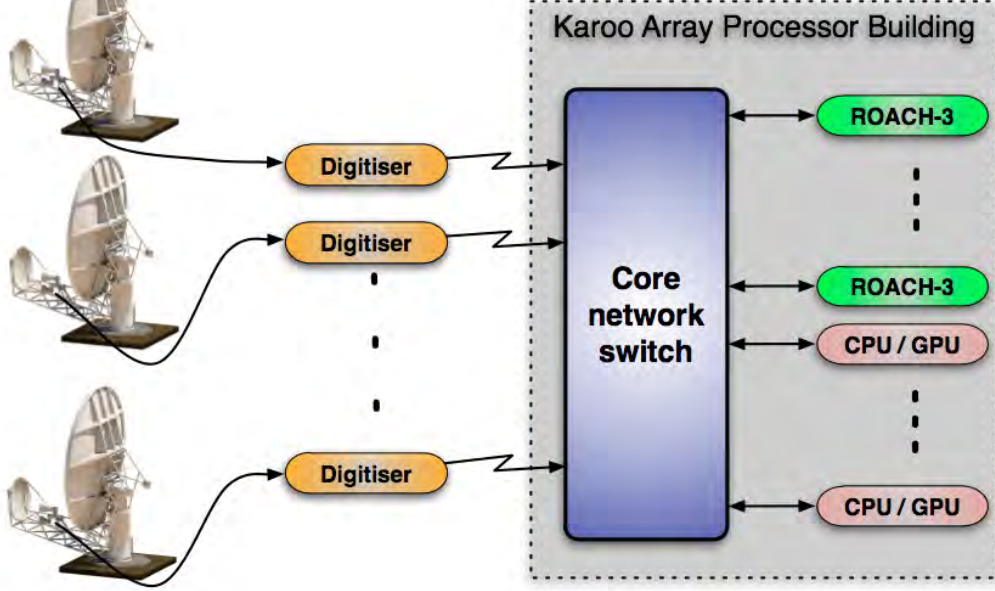 Karoo Array Processor Building
Digitiser
Digitiser
Digitiser
Core
network
switch
ROACH-3
ROACH-3
CPU / GPU
CPU / GPU